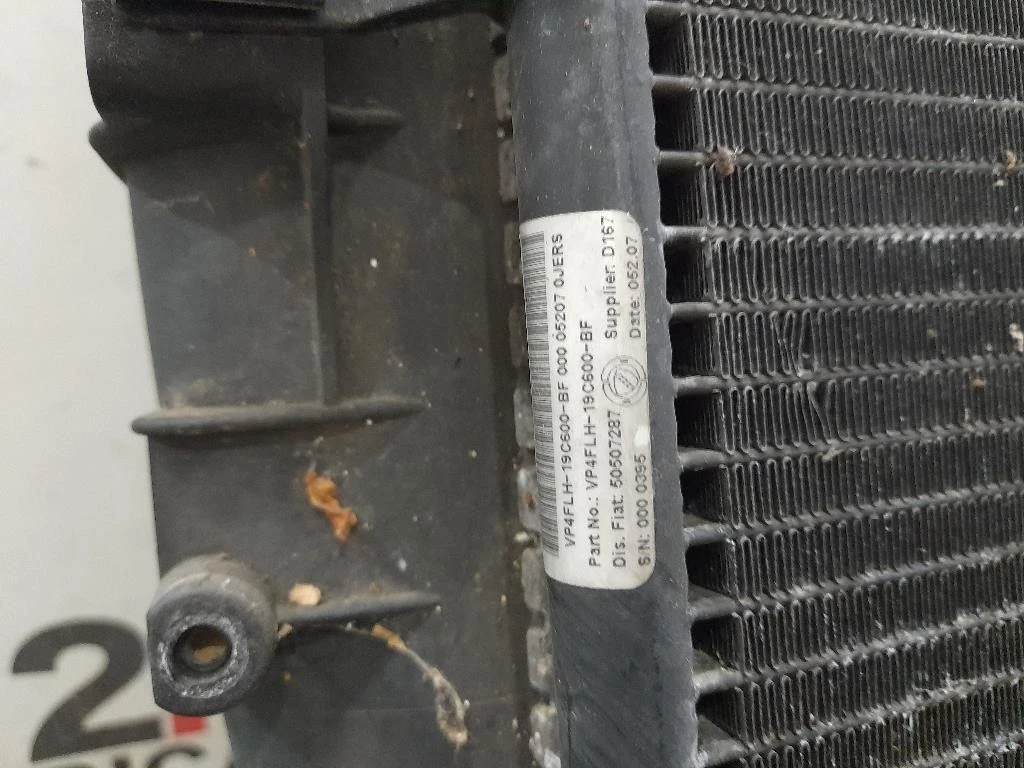 VP4FLH-19C600-BF 000 05207 0JERS
Part No.: VP4FLH-19C600-BF
Dis. Fiat: 50507287 Supplier: D167
S/N: 000 0395 Date: 052.07
2